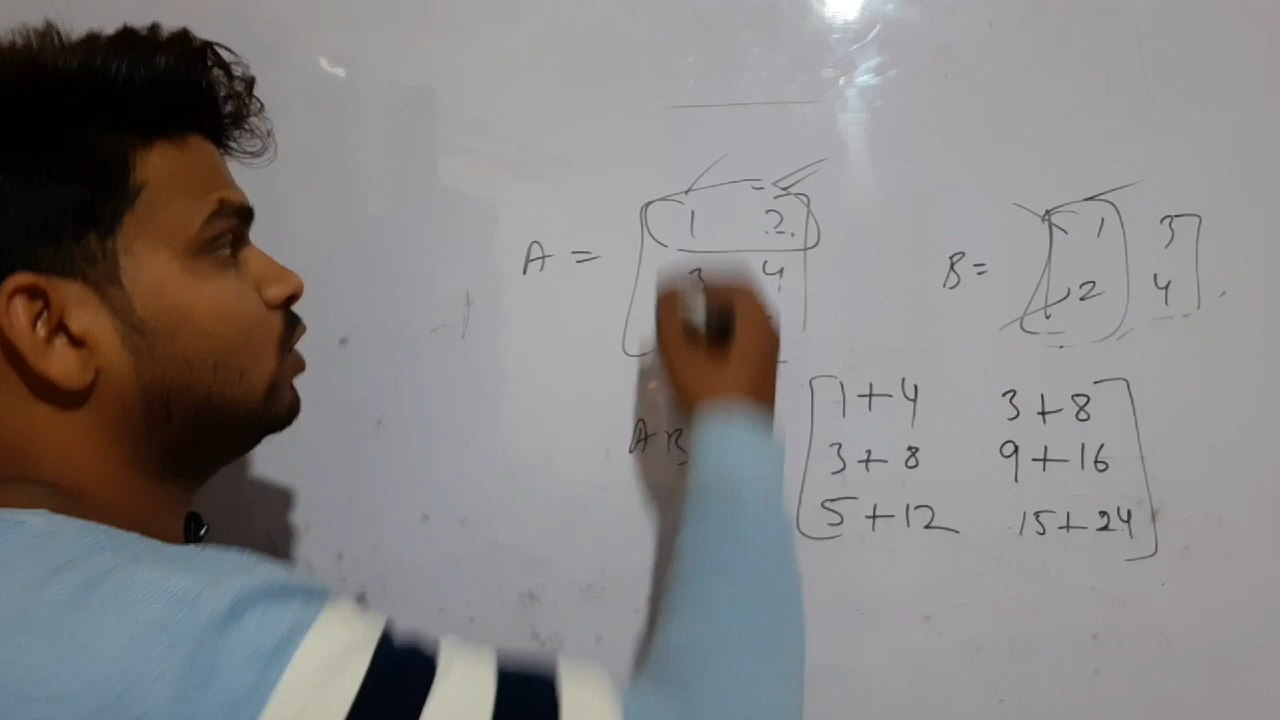 A = [ 1 2
3 4
B = [ 1 3
2 4 ]
AB
[ 1+4 3+8
3+8 9+16
5+12 15+24 ]